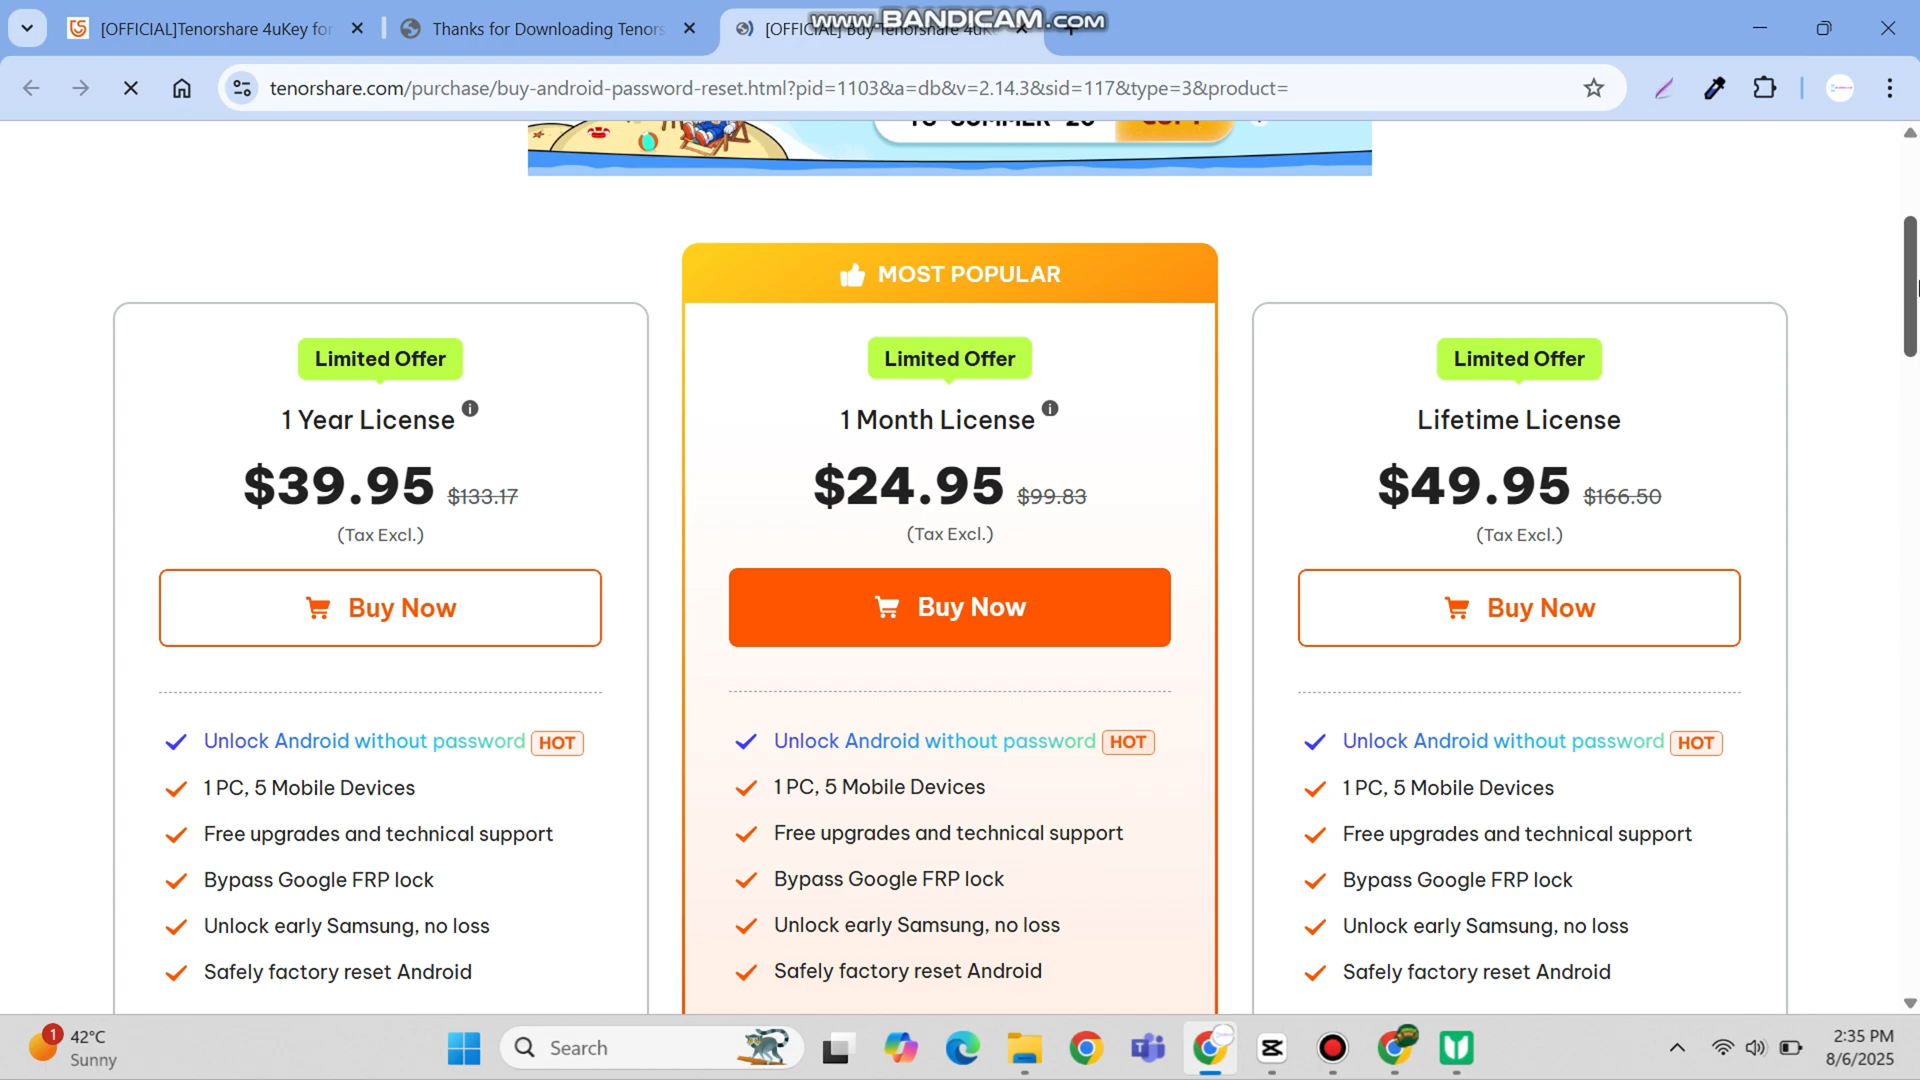 www.BANDICAM.com
[OFFICIAL]Tenorshare 4uKey for
Thanks for Downloading Tenors
[OFFICIAL] Buy Tenorshare 4uK
tenorshare.com/purchase/buy-android-password-reset.html?pid=1103&a=db&v=2.14.3&sid=117&type=3&product=
MOST POPULAR
Limited Offer
1 Year License
$39.95 $133.17
(Tax Excl.)
Buy Now
Unlock Android without password HOT
1 PC, 5 Mobile Devices
Free upgrades and technical support
Bypass Google FRP lock
Unlock early Samsung, no loss
Safely factory reset Android
Limited Offer
1 Month License
$24.95 $99.83
(Tax Excl.)
Buy Now
Unlock Android without password HOT
1 PC, 5 Mobile Devices
Free upgrades and technical support
Bypass Google FRP lock
Unlock early Samsung, no loss
Safely factory reset Android
Limited Offer
Lifetime License
$49.95 $166.50
(Tax Excl.)
Buy Now
Unlock Android without password HOT
1 PC, 5 Mobile Devices
Free upgrades and technical support
Bypass Google FRP lock
Unlock early Samsung, no loss
Safely factory reset Android
1
42°C
Sunny
Search
2:35 PM
8/6/2025